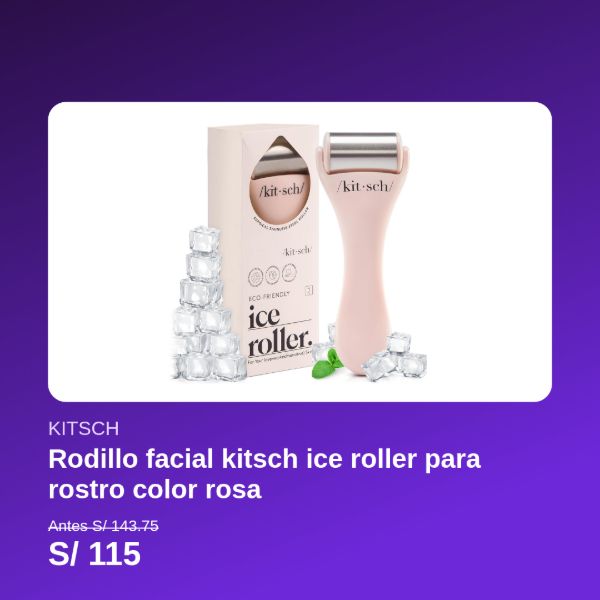 /kit·sch/
/kit·sch/
/kit·sch/
ECO-FRIENDLY
ice
roller.
KITSCH
Rodillo facial kitsch ice roller para
rostro color rosa
Antes S/ 143.75
S/ 115